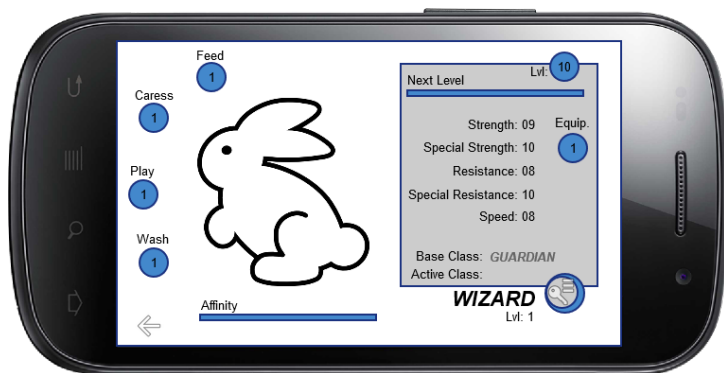 Feed
1
Caress
1
Play
1
Wash
1
Affinity
Lvl: 10
Next Level
Strength: 09
Equip.
1
Special Strength: 10
Resistance: 08
Special Resistance: 10
Speed: 08
Base Class: GUARDIAN
Active Class:
WIZARD
Lvl: 1